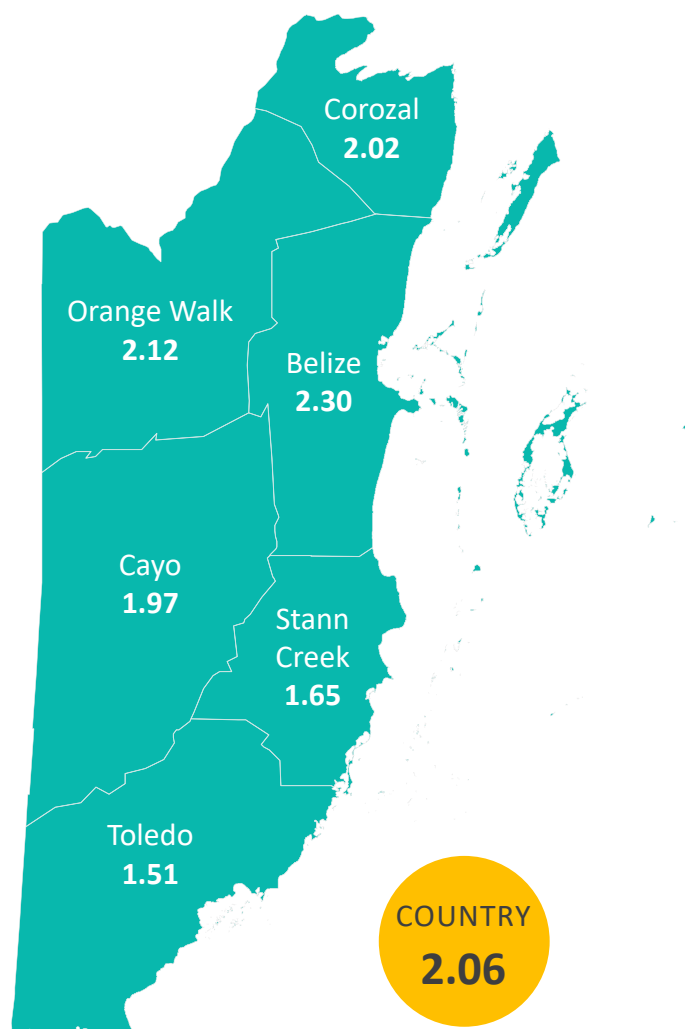 Corozal
2.02
Orange Walk
2.12
Belize
2.30
Cayo
1.97
Stann
Creek
1.65
Toledo
1.51
COUNTRY
2.06